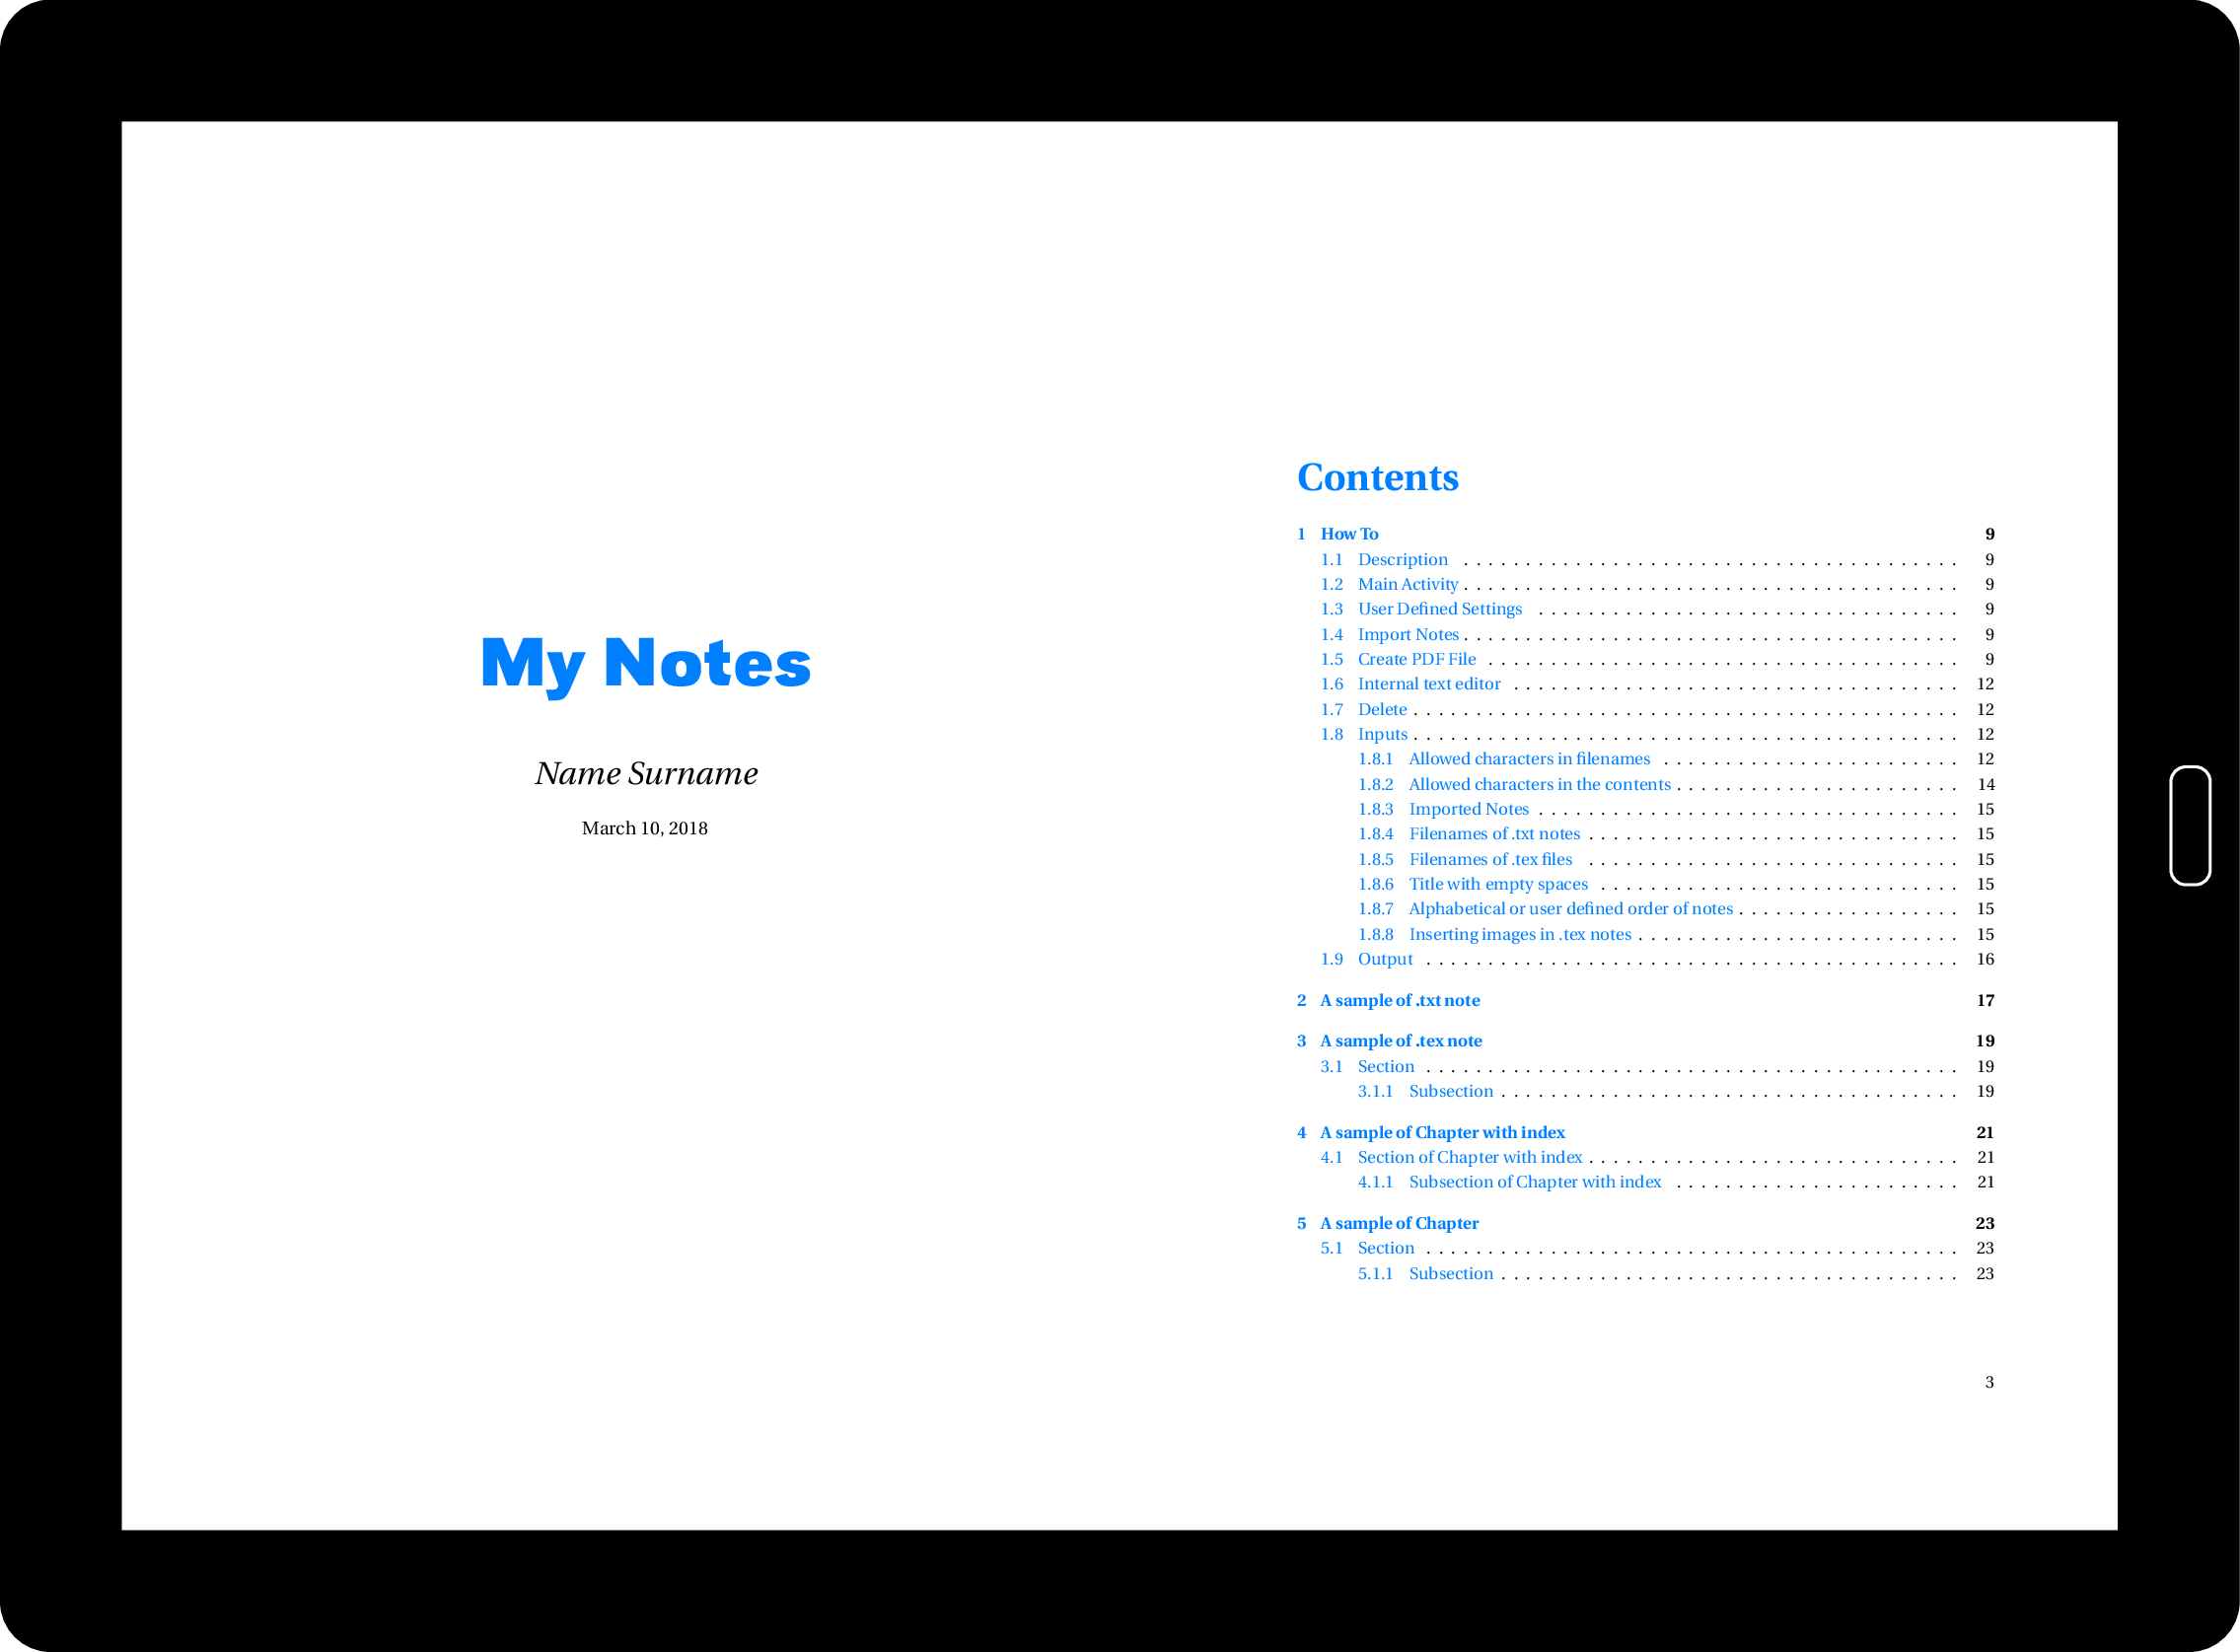 My Notes
Name Surname
March 10, 2018
Contents
1 How To 9
1.1 Description . . . . . . . . . . . . . . . . . . . . . . . . . . . . . . . . . . . . . . . . 9
1.2 Main Activity . . . . . . . . . . . . . . . . . . . . . . . . . . . . . . . . . . . . . . . . 9
1.3 User Defined Settings . . . . . . . . . . . . . . . . . . . . . . . . . . . . . . . . . . 9
1.4 Import Notes . . . . . . . . . . . . . . . . . . . . . . . . . . . . . . . . . . . . . . . . 9
1.5 Create PDF File . . . . . . . . . . . . . . . . . . . . . . . . . . . . . . . . . . . . . . 9
1.6 Internal text editor . . . . . . . . . . . . . . . . . . . . . . . . . . . . . . . . . . . . 12
1.7 Delete . . . . . . . . . . . . . . . . . . . . . . . . . . . . . . . . . . . . . . . . . . . . 12
1.8 Inputs . . . . . . . . . . . . . . . . . . . . . . . . . . . . . . . . . . . . . . . . . . . . 12
1.8.1 Allowed characters in filenames . . . . . . . . . . . . . . . . . . . . . . . . 12
1.8.2 Allowed characters in the contents . . . . . . . . . . . . . . . . . . . . . . . 14
1.8.3 Imported Notes . . . . . . . . . . . . . . . . . . . . . . . . . . . . . . . . . . 15
1.8.4 Filenames of .txt notes . . . . . . . . . . . . . . . . . . . . . . . . . . . . . . 15
1.8.5 Filenames of .tex files . . . . . . . . . . . . . . . . . . . . . . . . . . . . . . 15
1.8.6 Title with empty spaces . . . . . . . . . . . . . . . . . . . . . . . . . . . . . 15
1.8.7 Alphabetical or user defined order of notes . . . . . . . . . . . . . . . . . . 15
1.8.8 Inserting images in .tex notes . . . . . . . . . . . . . . . . . . . . . . . . . . 15
1.9 Output . . . . . . . . . . . . . . . . . . . . . . . . . . . . . . . . . . . . . . . . . . . 16
2 A sample of .txt note 17
3 A sample of .tex note 19
3.1 Section . . . . . . . . . . . . . . . . . . . . . . . . . . . . . . . . . . . . . . . . . . . 19
3.1.1 Subsection . . . . . . . . . . . . . . . . . . . . . . . . . . . . . . . . . . . . . 19
4 A sample of Chapter with index 21
4.1 Section of Chapter with index . . . . . . . . . . . . . . . . . . . . . . . . . . . . . . 21
4.1.1 Subsection of Chapter with index . . . . . . . . . . . . . . . . . . . . . . . 21
5 A sample of Chapter 23
5.1 Section . . . . . . . . . . . . . . . . . . . . . . . . . . . . . . . . . . . . . . . . . . . 23
5.1.1 Subsection . . . . . . . . . . . . . . . . . . . . . . . . . . . . . . . . . . . . . 23
3